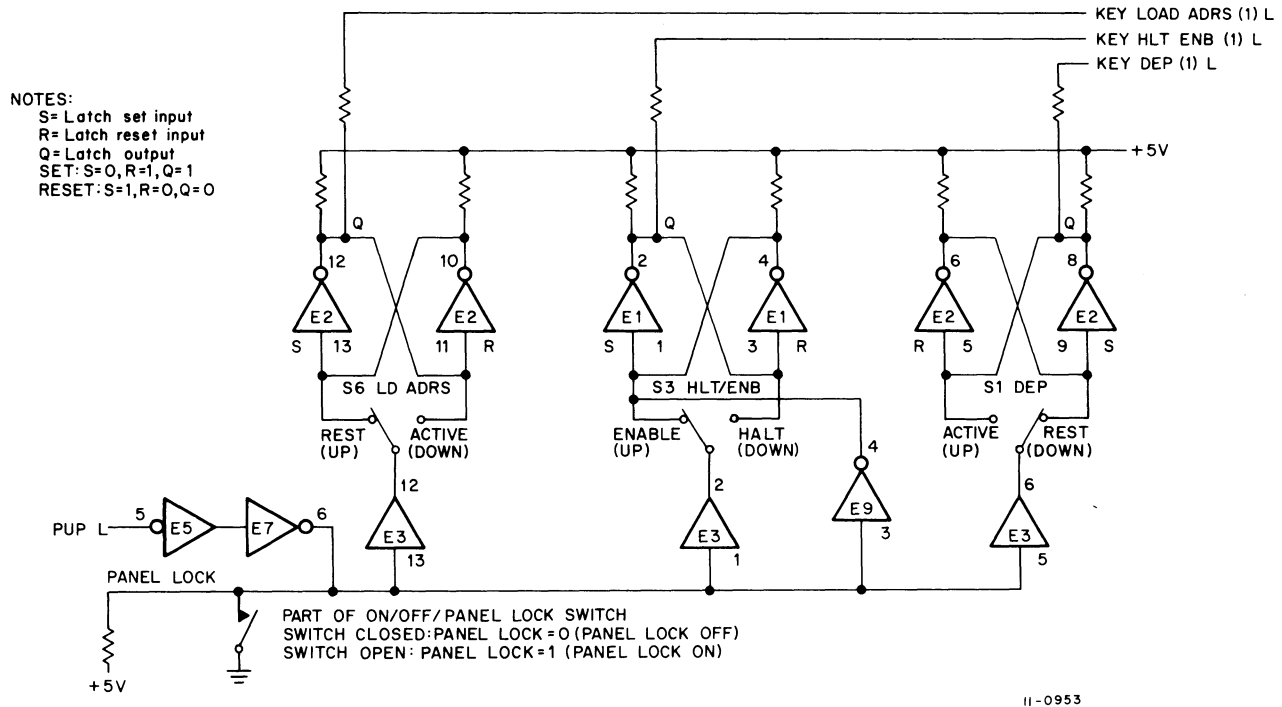 KEY LOAD ADRS (1) L
KEY HLT ENB (1) L
KEY DEP (1) L
NOTES:
S= Latch set input
R= Latch reset input
Q= Latch output
SET: S=0, R=1, Q=1
RESET: S=1, R=0, Q=0
+5V
Q
Q
Q
12
10
2
4
6
8
E2
E2
E1
E1
E2
E2
S
13
11
R
S
1
3
R
R
5
9
S
S6 LD ADRS
S3 HLT/ENB
S1 DEP
REST
(UP)
ACTIVE
(DOWN)
ENABLE
(UP)
HALT
(DOWN)
ACTIVE
(UP)
REST
(DOWN)
4
12
2
6
PUP L
5
E5
E7
6
E3
13
E3
1
E9
3
E3
5
PANEL LOCK
PART OF ON/OFF/PANEL LOCK SWITCH
SWITCH CLOSED: PANEL LOCK=0 (PANEL LOCK OFF)
SWITCH OPEN: PANEL LOCK=1 (PANEL LOCK ON)
+5V
11-0953